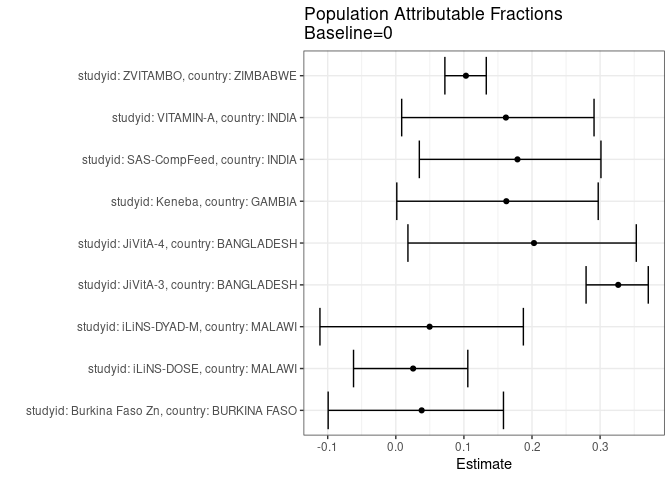 Population Attributable Fractions
Baseline=0
studyid: ZVITAMBO, country: ZIMBABWE
studyid: VITAMIN-A, country: INDIA
studyid: SAS-CompFeed, country: INDIA
studyid: Keneba, country: GAMBIA
studyid: JiVitA-4, country: BANGLADESH
studyid: JiVitA-3, country: BANGLADESH
studyid: iLiNS-DYAD-M, country: MALAWI
studyid: iLiNS-DOSE, country: MALAWI
studyid: Burkina Faso Zn, country: BURKINA FASO
-0.1 0.0 0.1 0.2 0.3
Estimate